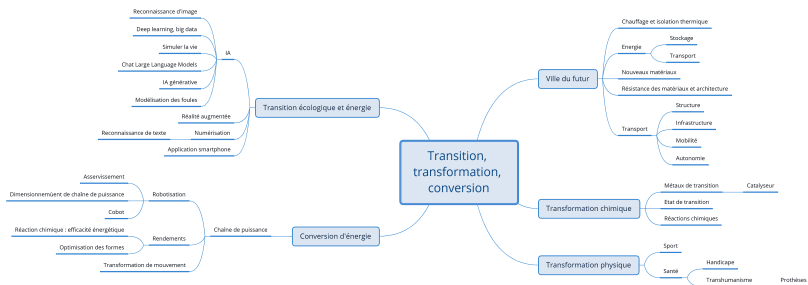 Transition,
transformation,
conversion
Transition écologique et énergie
IA
Reconnaissance d'image
Deep learning, big data
Simuler la vie
Chat Large Language Models
IA générative
Modélisation des foules
Réalité augmentée
Numérisation
Reconnaissance de texte
Application smartphone
Conversion d'énergie
Chaîne de puissance
Robotisation
Asservissement
Dimensionnemùent de chaîne de puissance
Cobot
Rendements
Réaction chimique : efficacité énergétique
Optimisation des formes
Transformation de mouvement
Ville du futur
Chauffage et isolation thermique
Energie
Stockage
Transport
Nouveaux matériaux
Résistance des matériaux et architecture
Transport
Structure
Infrastructure
Mobilité
Autonomie
Transformation chimique
Métaux de transition
Catalyseur
Etat de transition
Réactions chimiques
Transformation physique
Sport
Santé
Handicape
Transhumanisme
Prothèses